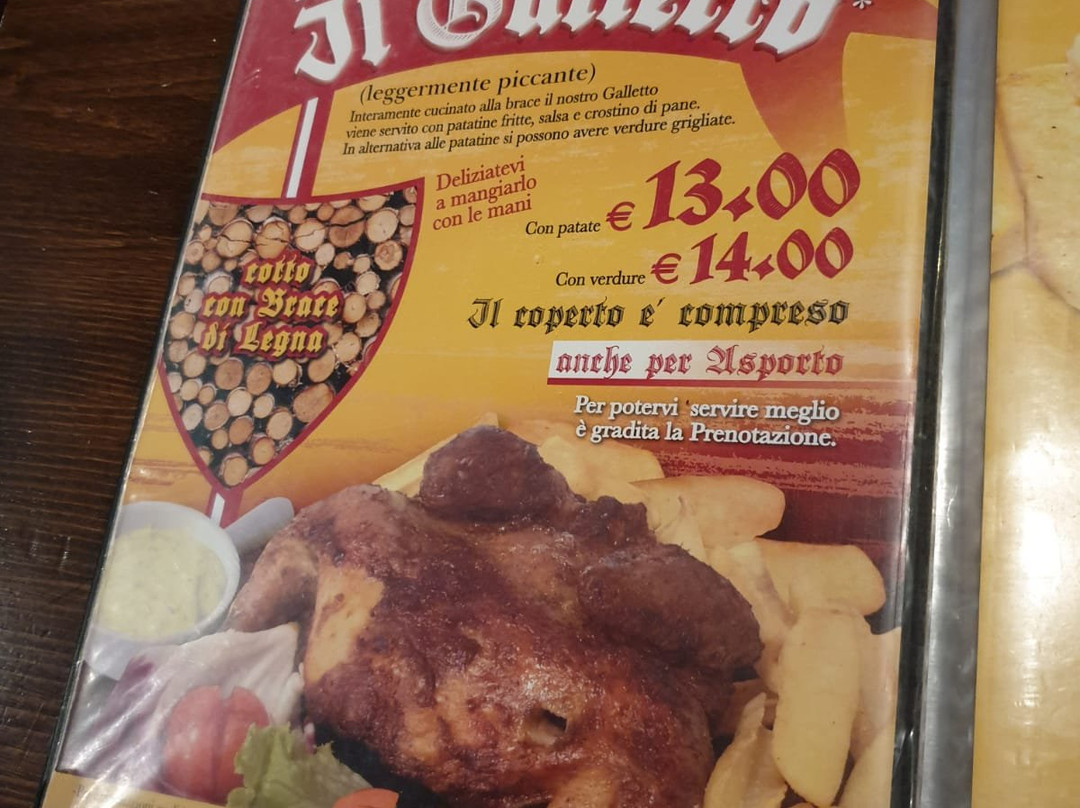 Il Galletto*
(leggermente piccante)
Interamente cucinato alla brace il nostro Galletto
viene servito con patatine fritte, salsa e crostino di pane.
In alternativa alle patatine si possono avere verdure grigliate.
Deliziatevi
a mangiarlo
con le mani
Con patate € 13,00
Con verdure € 14,00
cotto
con Brace
di Legna
Il coperto e' compreso
anche per Asporto
Per potervi servire meglio
è gradita la Prenotazione.